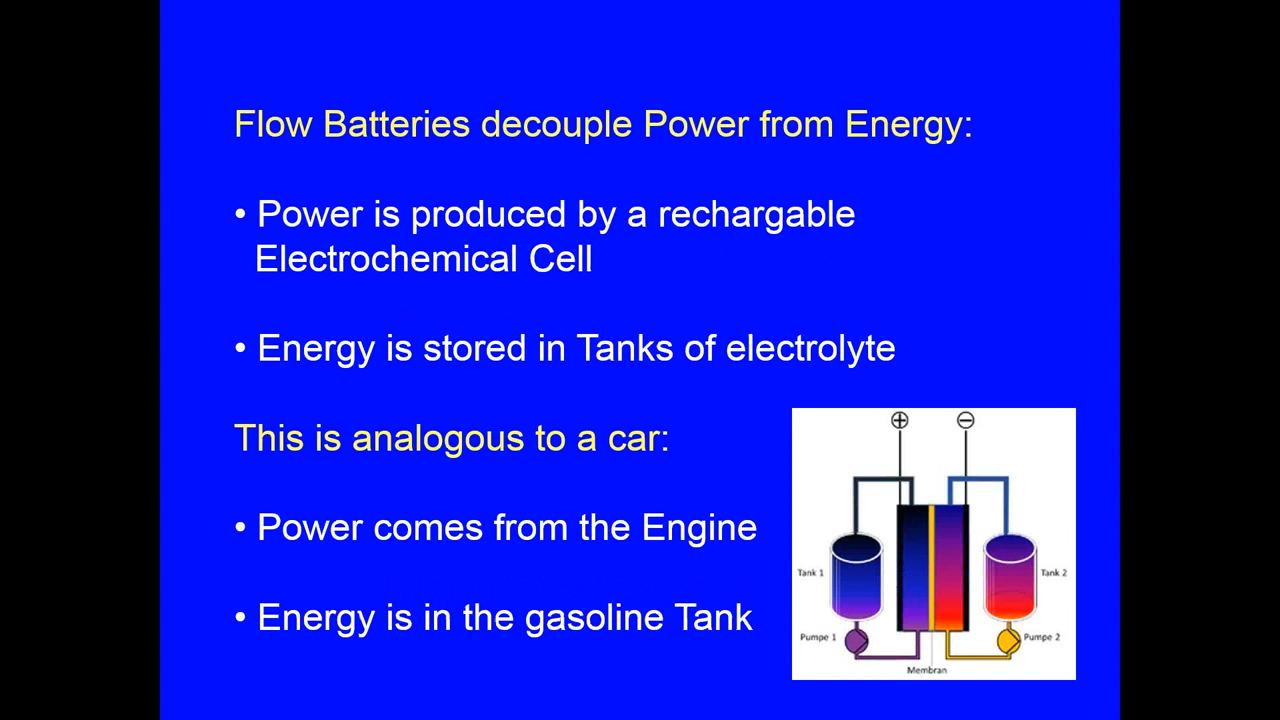 Flow Batteries decouple Power from Energy:
• Power is produced by a rechargable
Electrochemical Cell
• Energy is stored in Tanks of electrolyte
This is analogous to a car:
• Power comes from the Engine
• Energy is in the gasoline Tank
+ −
Tank 1
Tank 2
Pumpe 1
Pumpe 2
Membran